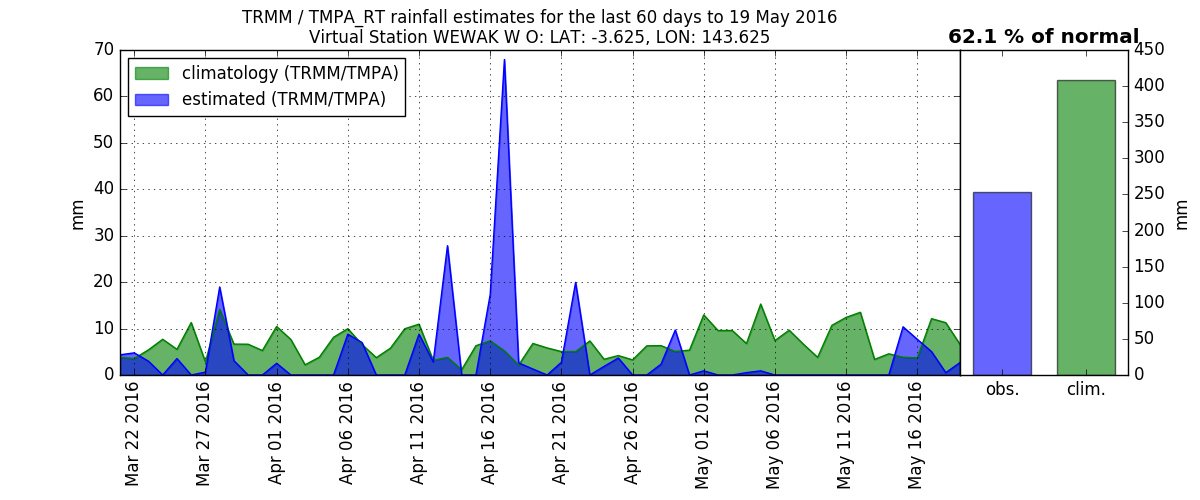 TRMM / TMPA_RT rainfall estimates for the last 60 days to 19 May 2016
Virtual Station WEWAK W O: LAT: -3.625, LON: 143.625
62.1 % of normal
climatology (TRMM/TMPA)
estimated (TRMM/TMPA)
mm
70
60
50
40
30
20
10
0
Mar 22 2016
Mar 27 2016
Apr 01 2016
Apr 06 2016
Apr 11 2016
Apr 16 2016
Apr 21 2016
Apr 26 2016
May 01 2016
May 06 2016
May 11 2016
May 16 2016
obs.
clim.
450
400
350
300
250
200
150
100
50
0
mm